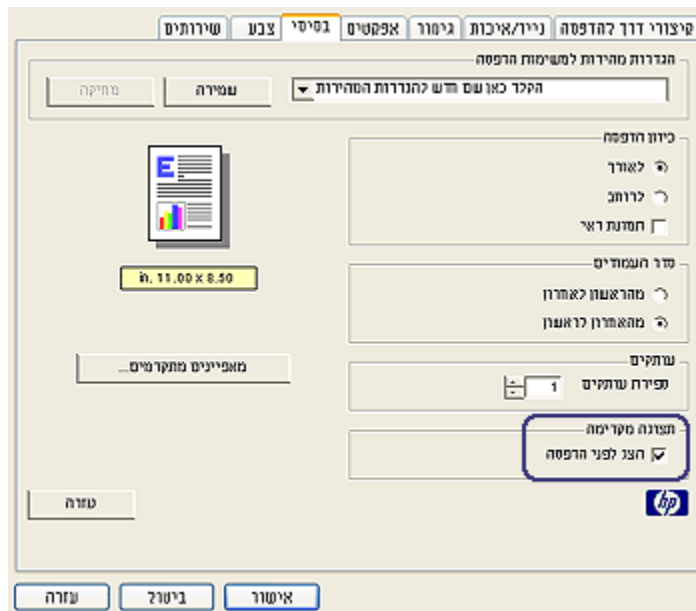 קיצורי דרך להדפסה נייר/איכות גימור אפקטים בסיסי צבע שירותים
הגדרות מהירות למשימות הדפסה
הקלד כאן שם חדש להגדרות המהירות
שמירה
מחיקה
כיוון הדפסה
לאורך
לרוחב
תמונת ראי
E
in. 11.00 x 8.50
סדר העמודים
מהראשון לאחרון
מהאחרון לראשון
מאפיינים מתקדמים...
עותקים
ספירת עותקים 1
תצוגה מקדימה
הצג לפני הדפסה
hp
עזרה
אישור ביטול עזרה